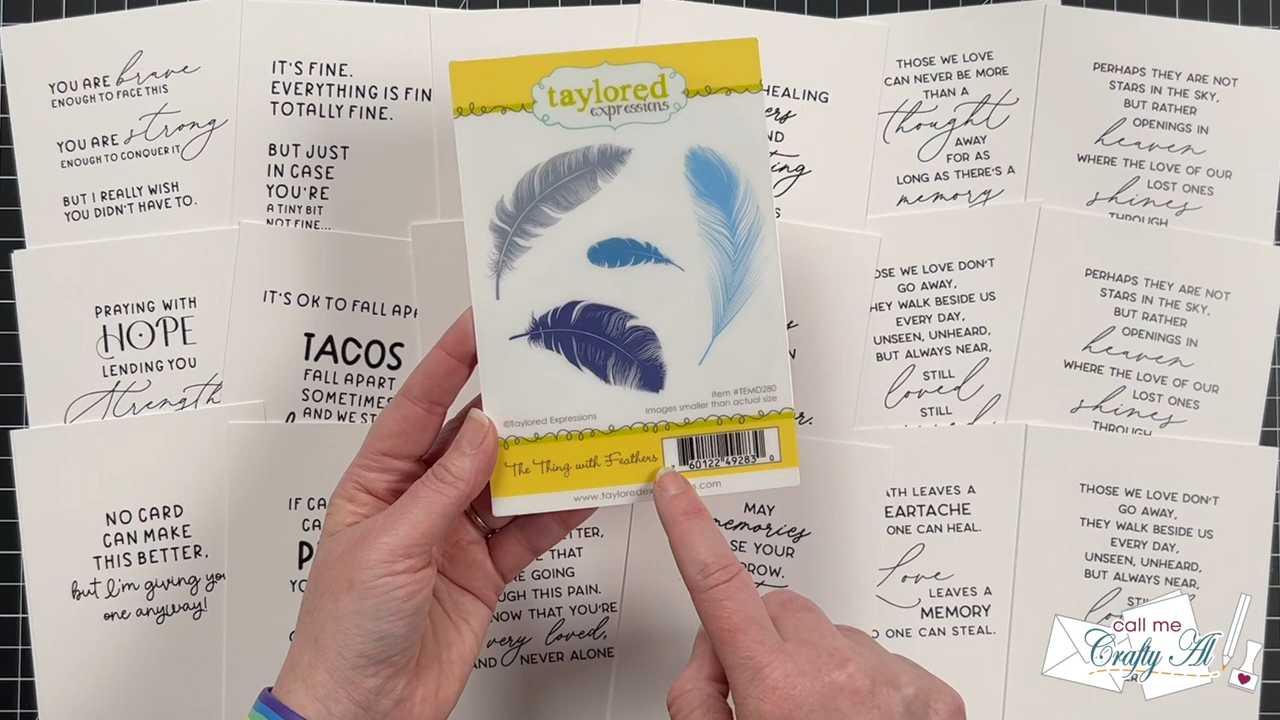 YOU ARE brave
ENOUGH TO FACE THIS
YOU ARE strong
ENOUGH TO CONQUER IT
BUT I REALLY WISH
YOU DIDN'T HAVE TO.
IT'S FINE.
EVERYTHING IS FIN
TOTALLY FINE.
BUT JUST
IN CASE
YOU'RE
A TINY BIT
NOT FINE...
HEALING
THOSE WE LOVE
CAN NEVER BE MORE
THAN A
thought
AWAY
FOR AS
LONG AS THERE'S A
memory
PERHAPS THEY ARE NOT
STARS IN THE SKY,
BUT RATHER
OPENINGS IN
heaven
WHERE THE LOVE OF OUR
LOST ONES
shines
THROUGH
taylored
expressions
Item #TEMD280
Images smaller than actual size
©Taylored Expressions
The Thing with Feathers
60122 49283 0
PRAYING WITH
HOPE
LENDING YOU
Strength
IT'S OK TO FALL AP
TACOS
FALL APART
SOMETIMES
AND
OSE WE LOVE DON'T
GO AWAY,
HEY WALK BESIDE US
EVERY DAY,
UNSEEN, UNHEARD,
BUT ALWAYS NEAR,
STILL
loved
STILL
PERHAPS THEY ARE NOT
STARS IN THE SKY,
BUT RATHER
OPENINGS IN
heaven
WHERE THE LOVE OF OUR
LOST ONES
shines
THROUGH
NO CARD
CAN MAKE
THIS BETTER,
but I'm giving you
one anyway!
IF CA
CA
P
YO
ETTER,
E THAT
RE GOING
UGH THIS PAIN.
NOW THAT YOU'RE
very loved,
AND NEVER ALONE
MAY
memories
SE YOUR
ROW.
ATH LEAVES A
EARTACHE
ONE CAN HEAL.
Love
LEAVES A
MEMORY
O ONE CAN STEAL.
THOSE WE LOVE DON'T
GO AWAY,
THEY WALK BESIDE US
EVERY DAY,
UNSEEN, UNHEARD,
BUT ALWAYS NEAR,
call me
Crafty Al